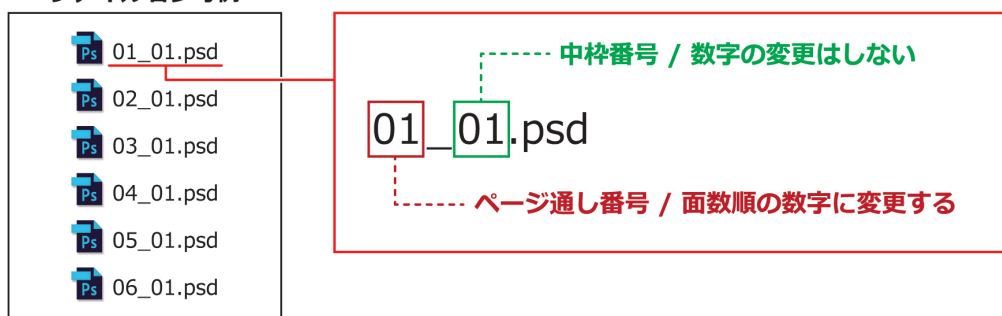 01_01.psd
02_01.psd
03_01.psd
04_01.psd
05_01.psd
06_01.psd
中枠番号 / 数字の変更はしない
01_01.psd
ページ通し番号 / 面数順の数字に変更する